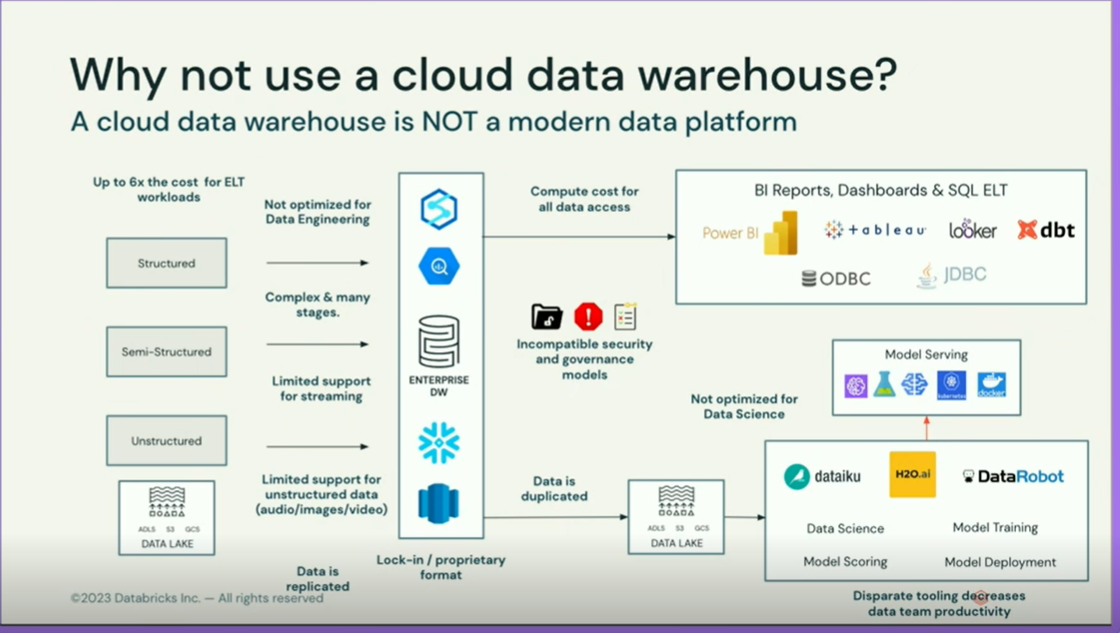 Why not use a cloud data warehouse?
A cloud data warehouse is NOT a modern data platform
Up to 6x the cost for ELT
workloads
Structured
Semi-Structured
Unstructured
ADLS S3 GCS
DATA LAKE
Not optimized for
Data Engineering
Complex & many
stages.
Limited support
for streaming
Limited support for
unstructured data
(audio/images/video)
Data is
replicated
ENTERPRISE
DW
Lock-in / proprietary
format
Compute cost for
all data access
Incompatible security
and governance
models
Data is
duplicated
ADLS S3 GCS
DATA LAKE
BI Reports, Dashboards & SQL ELT
Power BI
+ableau
looker
dbt
ODBC
JDBC
Model Serving
kubernetes
docker
Not optimized for
Data Science
dataiku
H2O.ai
DataRobot
Data Science
Model Training
Model Scoring
Model Deployment
Disparate tooling decreases
data team productivity
©2023 Databricks Inc. — All rights reserved